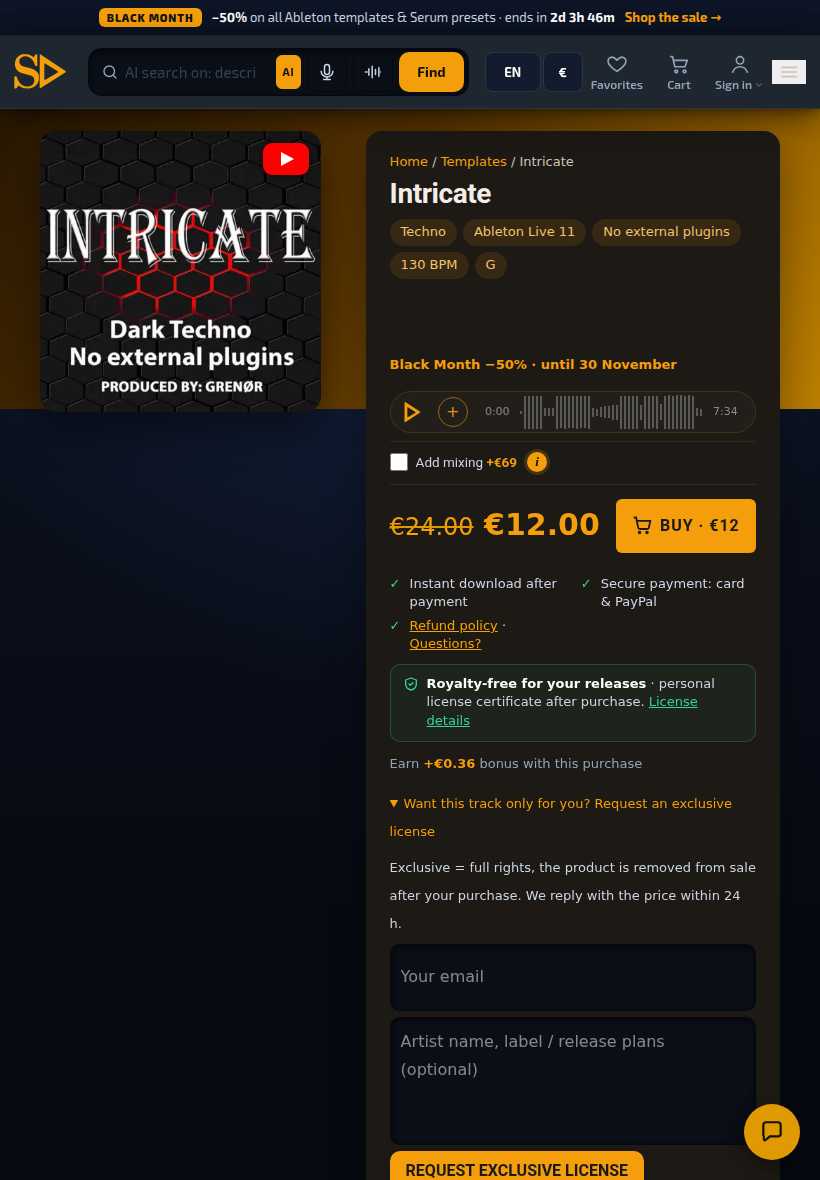 BLACK MONTH −50% on all Ableton templates & Serum presets · ends in 2d 3h 46m Shop the sale →
AI search on: descri AI Find EN € Favorites Cart Sign in
INTRICATE
Dark Techno
No external plugins
PRODUCED BY: GRENØR
Home / Templates / Intricate
Intricate
Techno Ableton Live 11 No external plugins
130 BPM G
Black Month −50% · until 30 November
0:00 7:34
Add mixing +€69 i
€24.00 €12.00 BUY · €12
✓ Instant download after payment
✓ Secure payment: card & PayPal
✓ Refund policy ·
Questions?
Royalty-free for your releases · personal
license certificate after purchase. License
details
Earn +€0.36 bonus with this purchase
▼ Want this track only for you? Request an exclusive
license
Exclusive = full rights, the product is removed from sale
after your purchase. We reply with the price within 24
h.
Your email
Artist name, label / release plans
(optional)
REQUEST EXCLUSIVE LICENSE